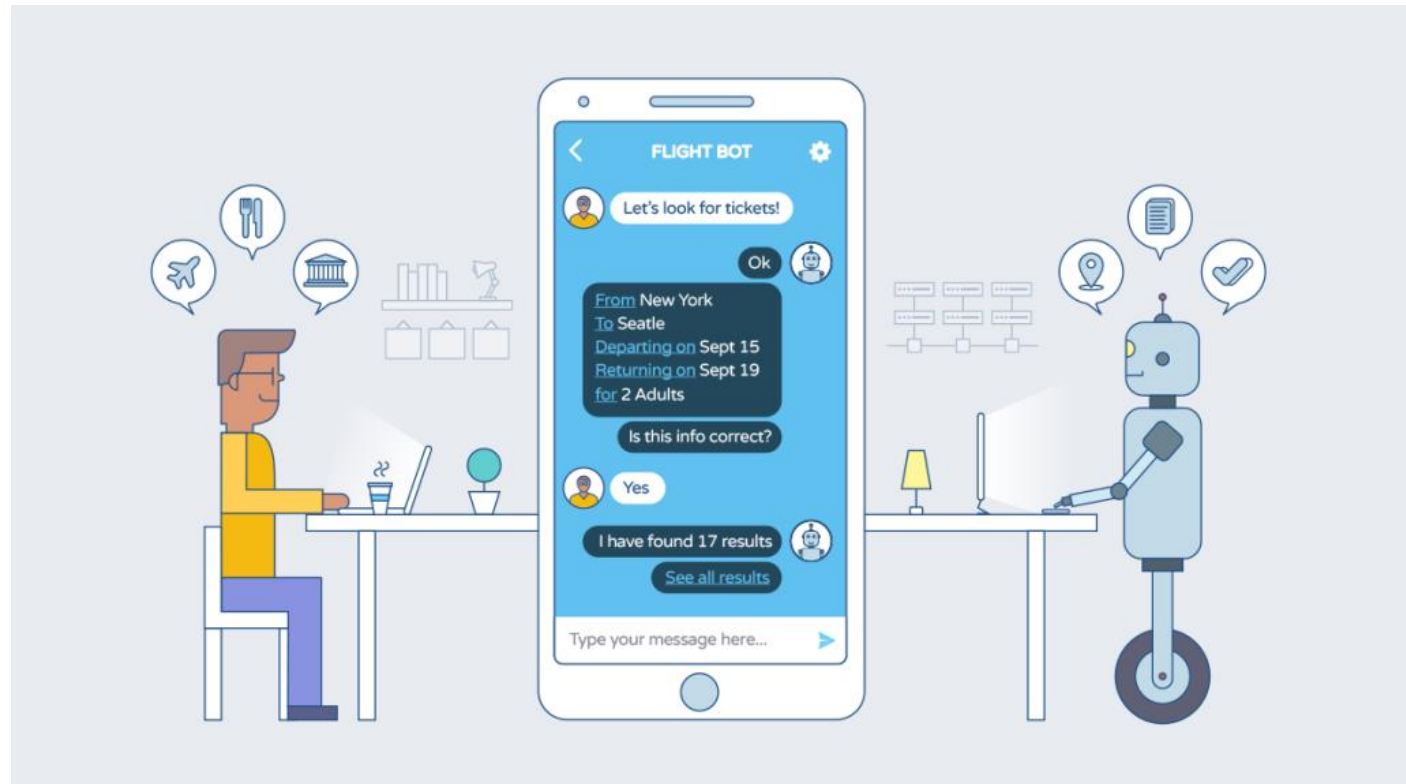 FLIGHT BOT
Let's look for tickets!
Ok
From New York
To Seatle
Departing on Sept 15
Returning on Sept 19
for 2 Adults
Is this info correct?
Yes
I have found 17 results
See all results
Type your message here...